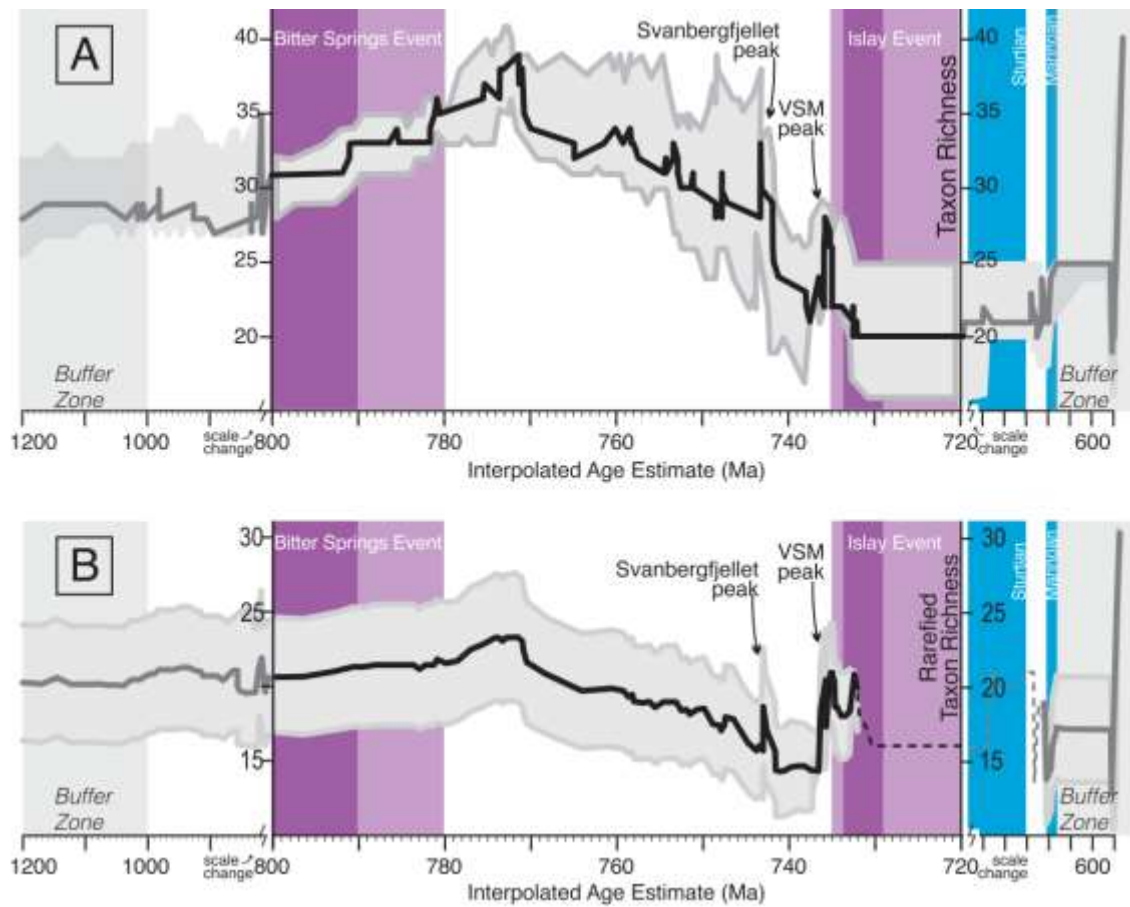 A
40
35
30
25
20
Bitter Springs Event
Svanbergfjellet
peak
VSM
peak
Islay Event
Taxon Richness
40
35
30
25
20
Sturtian
Marinoan
Buffer
Zone
Buffer
Zone
1200
1000
scale
change
800
780
760
740
720
scale
change
600
Interpolated Age Estimate (Ma)
B
30
25
15
Bitter Springs Event
Svanbergfjellet
peak
VSM
peak
Islay Event
Rarefied
Taxon Richness
30
25
20
15
Sturtian
Marinoan
Buffer
Zone
Buffer
Zone
1200
1000
scale
change
800
780
760
740
720
scale
change
600
Interpolated Age Estimate (Ma)